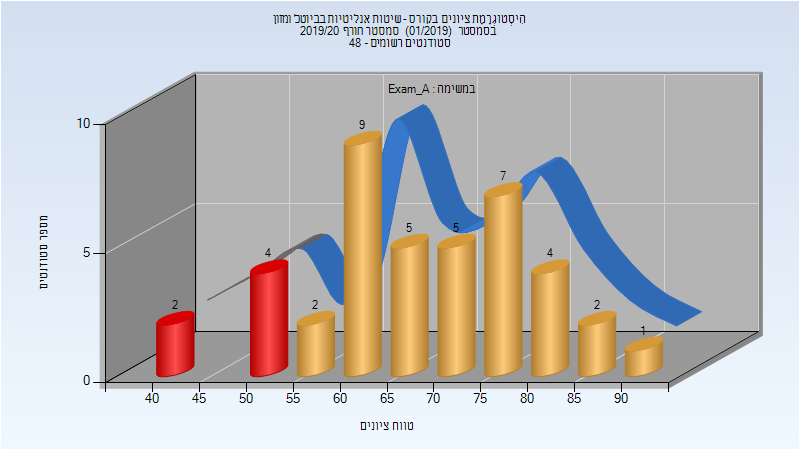 היסטוגרמת ציונים בקורס - שיטות אנליטיות בביוטכ' ומזון
בסמסטר (01/2019) סמסטר חורף 2019/20
סטודנטים רשומים - 48
במשימה : Exam_A
מספר סטודנטים
10
5
0
2
4
2
9
5
5
7
4
2
1
40 45 50 55 60 65 70 75 80 85 90
טווח ציונים